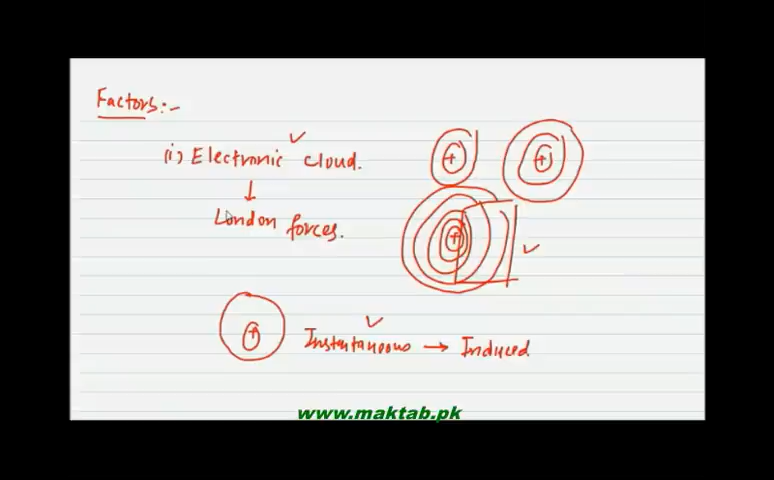 Factors:-
(i) Electronic cloud.
London forces.
Instantaneous → Induced
www.maktab.pk